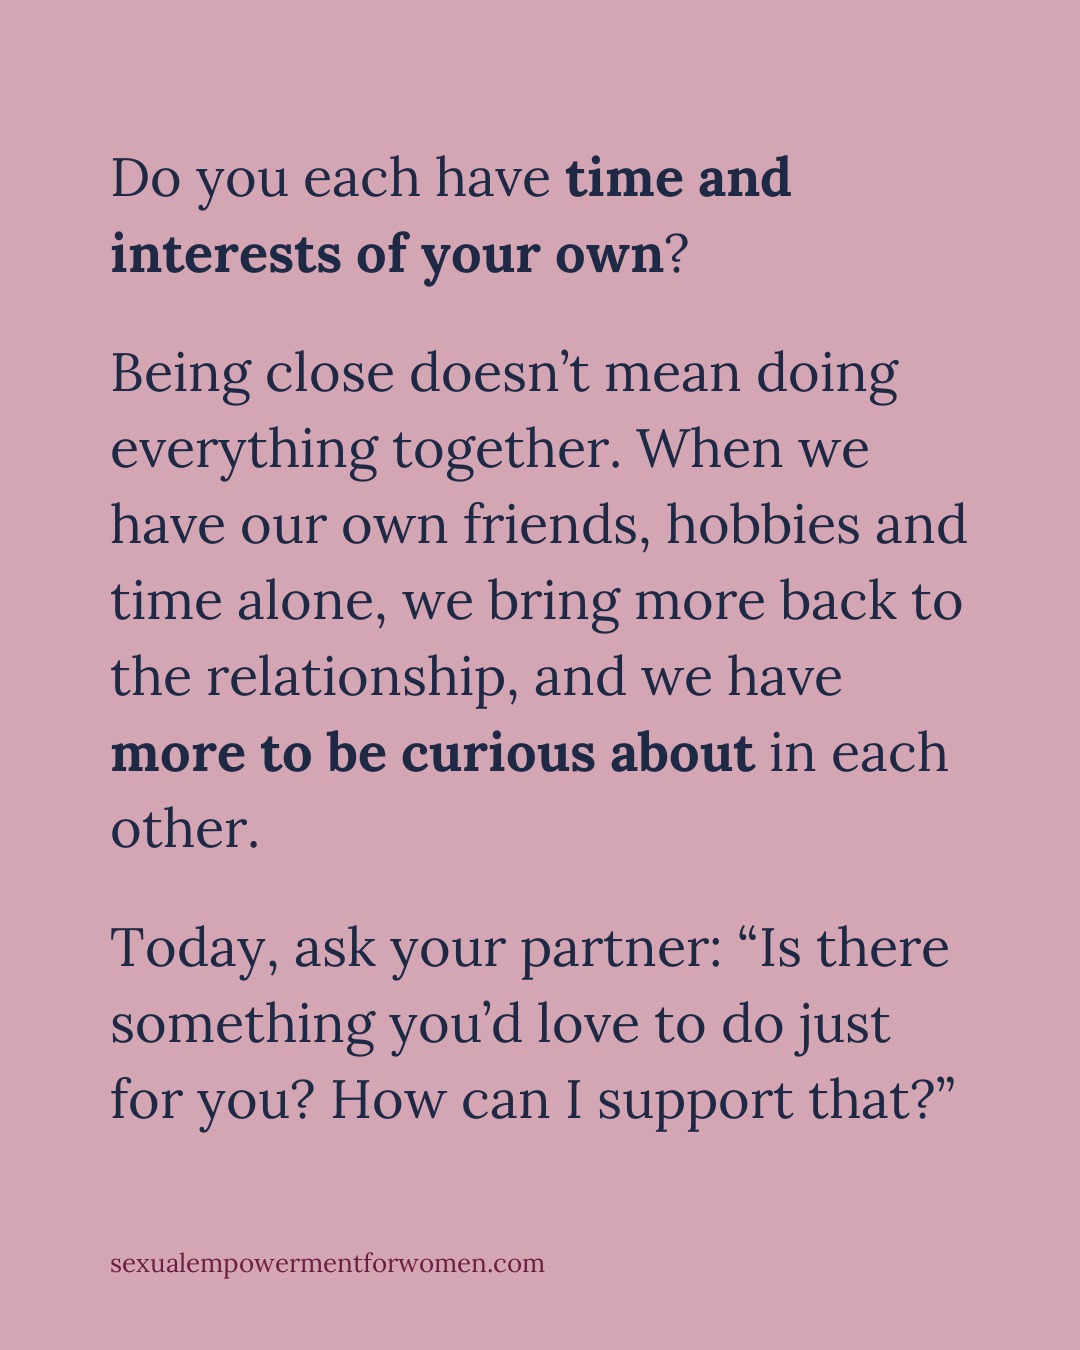 Do you each have time and
interests of your own?
Being close doesn’t mean doing
everything together. When we
have our own friends, hobbies and
time alone, we bring more back to
the relationship, and we have
more to be curious about in each
other.
Today, ask your partner: “Is there
something you’d love to do just
for you? How can I support that?”
sexualempowermentforwomen.com